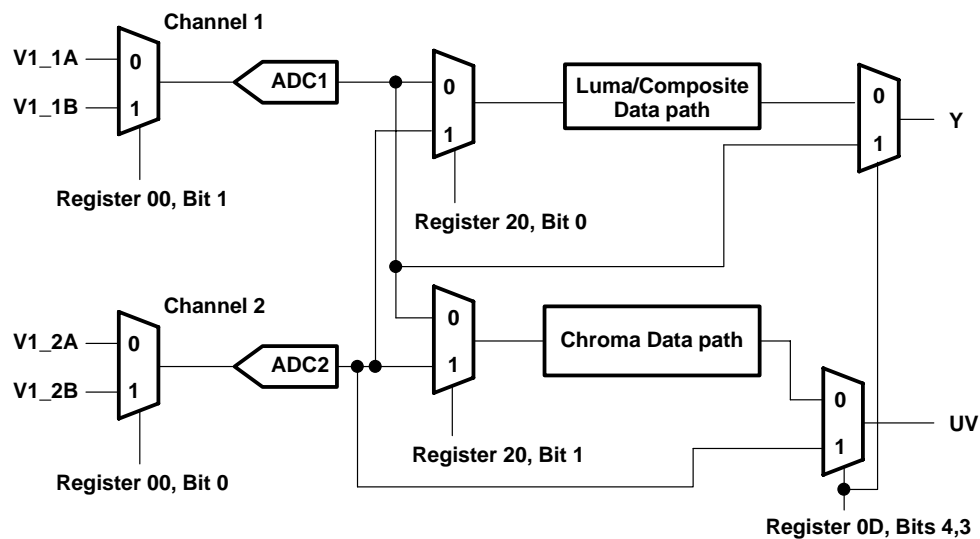 Channel 1
V1_1A
0
V1_1B
1
ADC1
0
1
Luma/Composite
Data path
0
1
Y
Register 00, Bit 1
Register 20, Bit 0
Channel 2
V1_2A
0
V1_2B
1
ADC2
0
1
Chroma Data path
0
1
UV
Register 00, Bit 0
Register 20, Bit 1
Register 0D, Bits 4,3